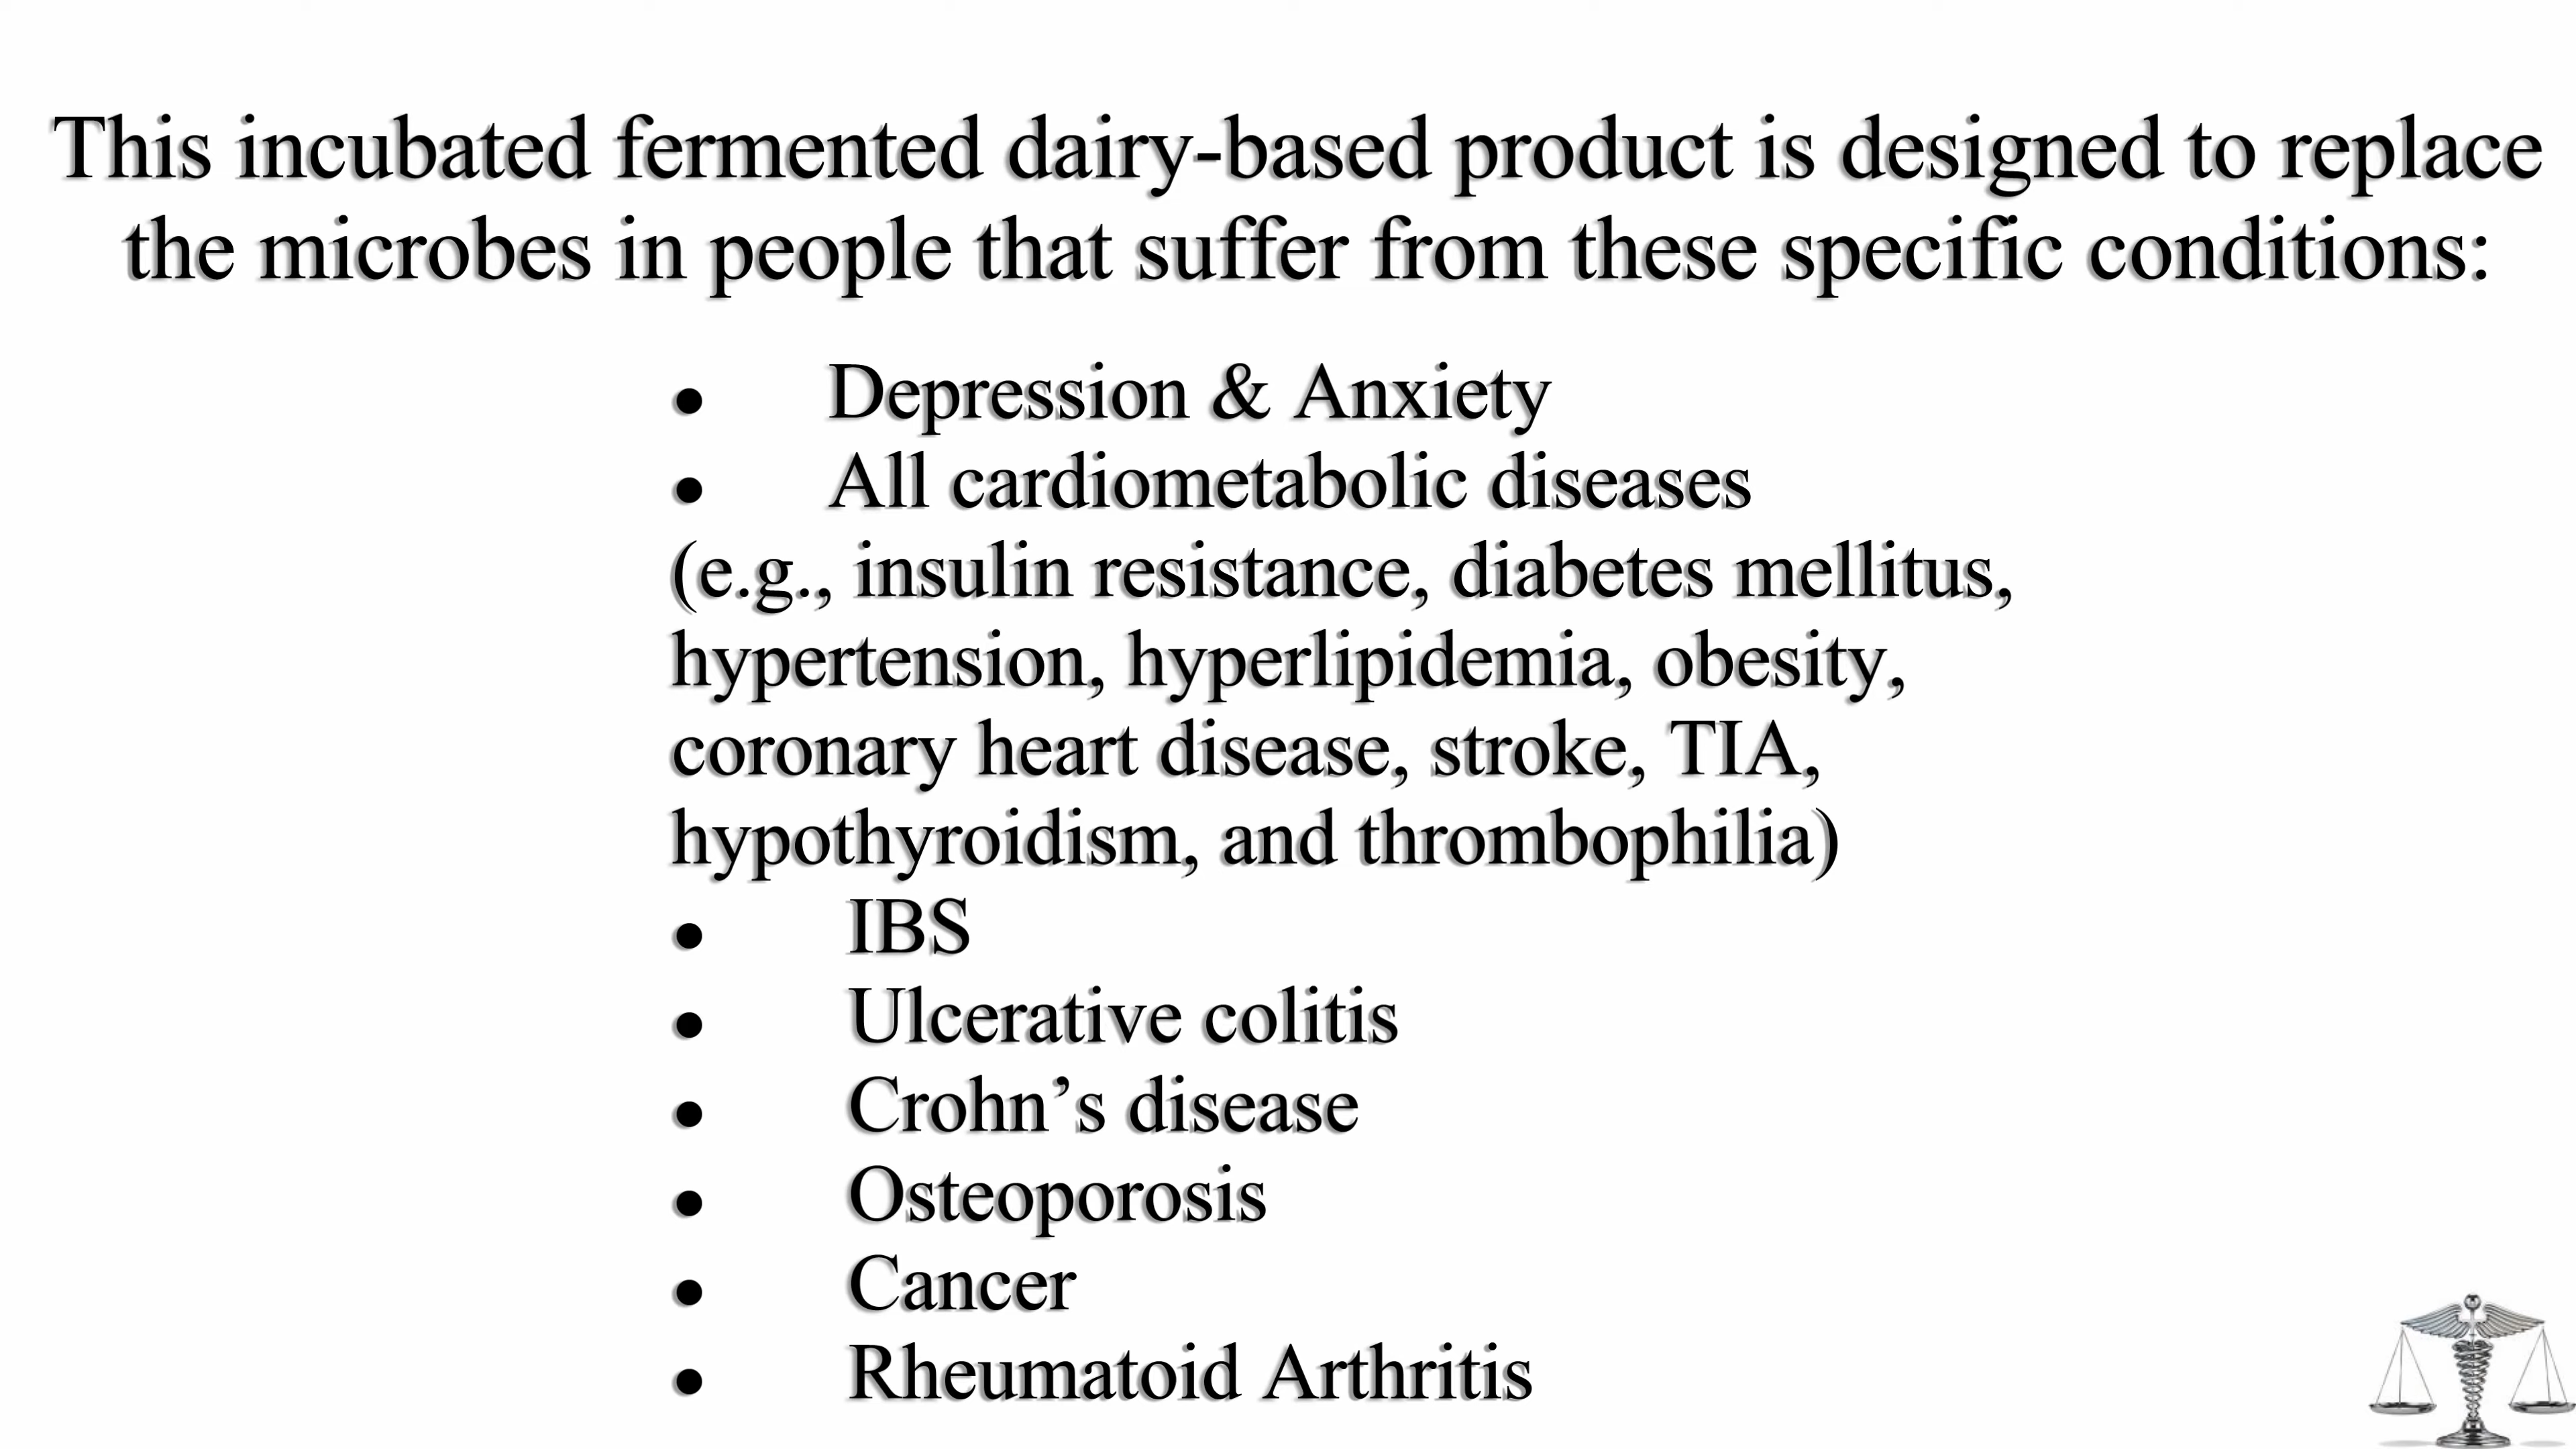 This incubated fermented dairy-based product is designed to replace
the microbes in people that suffer from these specific conditions:
• Depression & Anxiety
• All cardiometabolic diseases
(e.g., insulin resistance, diabetes mellitus,
hypertension, hyperlipidemia, obesity,
coronary heart disease, stroke, TIA,
hypothyroidism, and thrombophilia)
• IBS
• Ulcerative colitis
• Crohn’s disease
• Osteoporosis
• Cancer
• Rheumatoid Arthritis